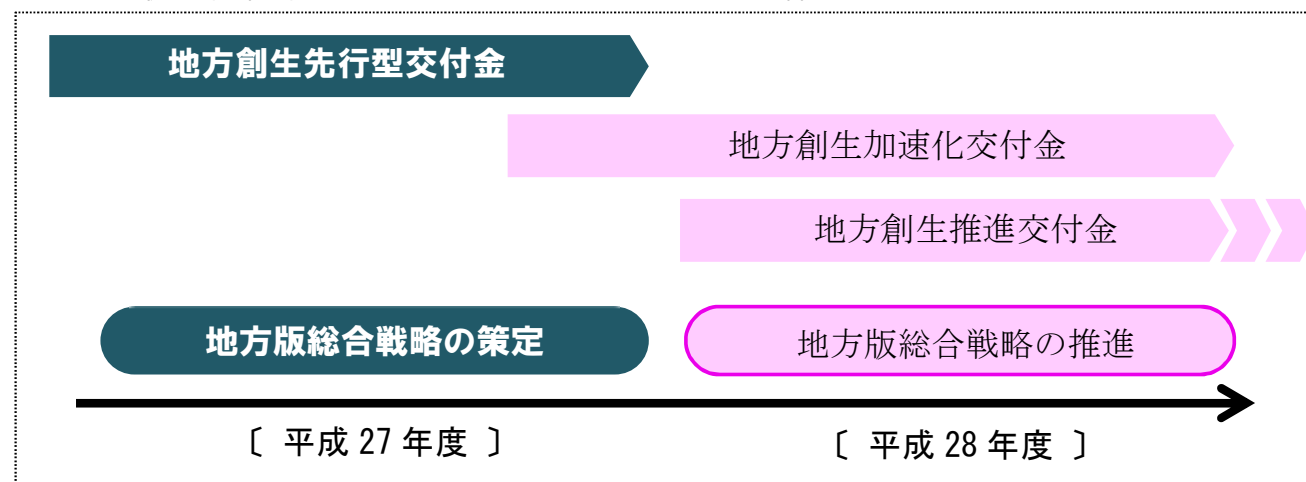 地方創生先行型交付金
地方創生加速化交付金
地方創生推進交付金
地方版総合戦略の策定
地方版総合戦略の推進
〔 平成 27 年度 〕
〔 平成 28 年度 〕